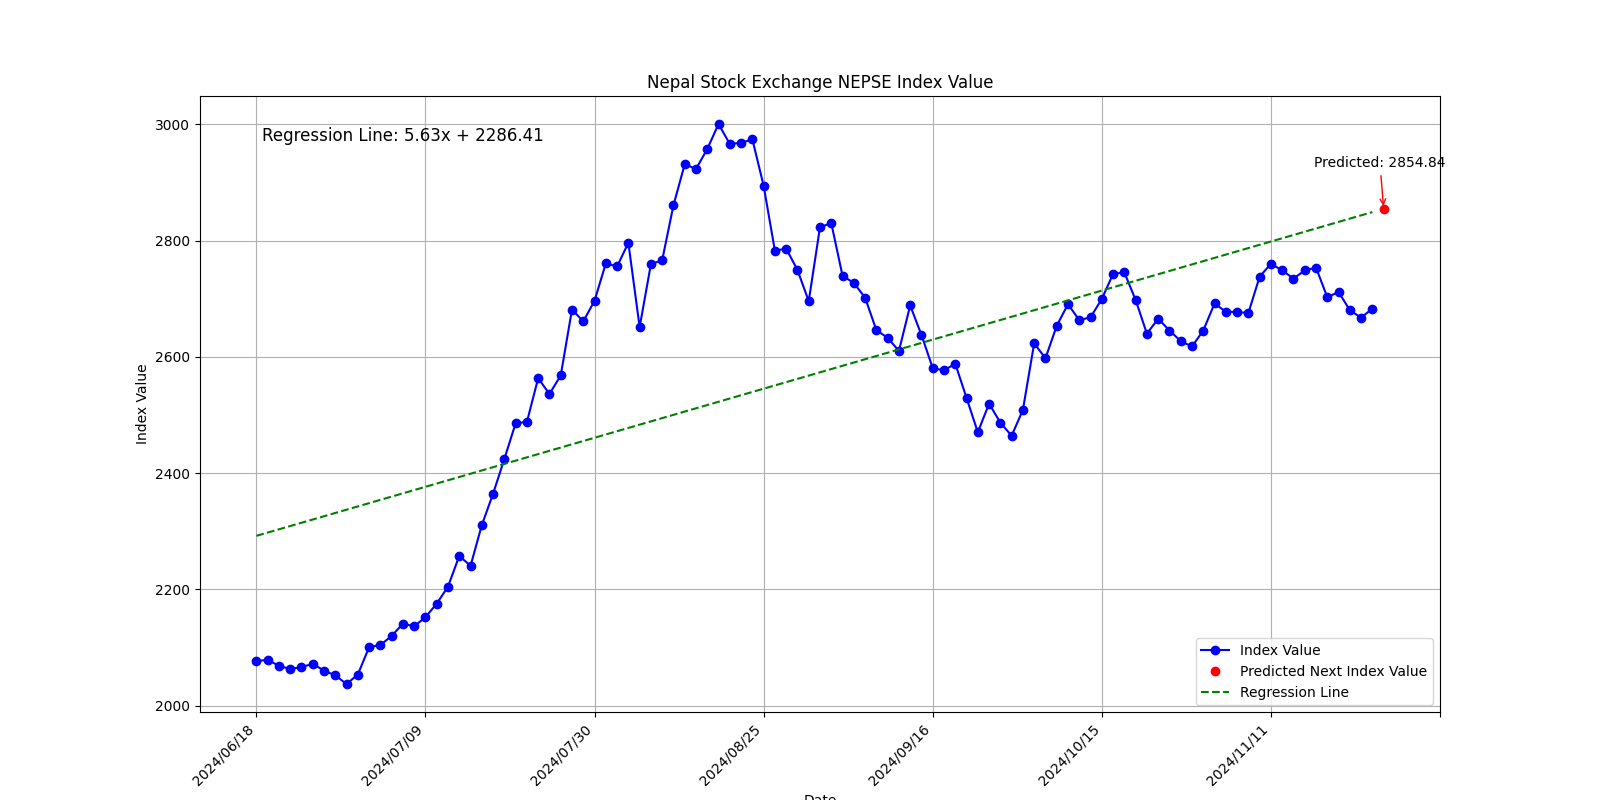 Nepal Stock Exchange NEPSE Index Value
3000
Regression Line: 5.63x + 2286.41
Predicted: 2854.84
2800
2600
Index Value
2400
2200
2000
Index Value
Predicted Next Index Value
Regression Line
2024/06/18
2024/07/09
2024/07/30
2024/08/25
2024/09/16
2024/10/15
2024/11/11
Date